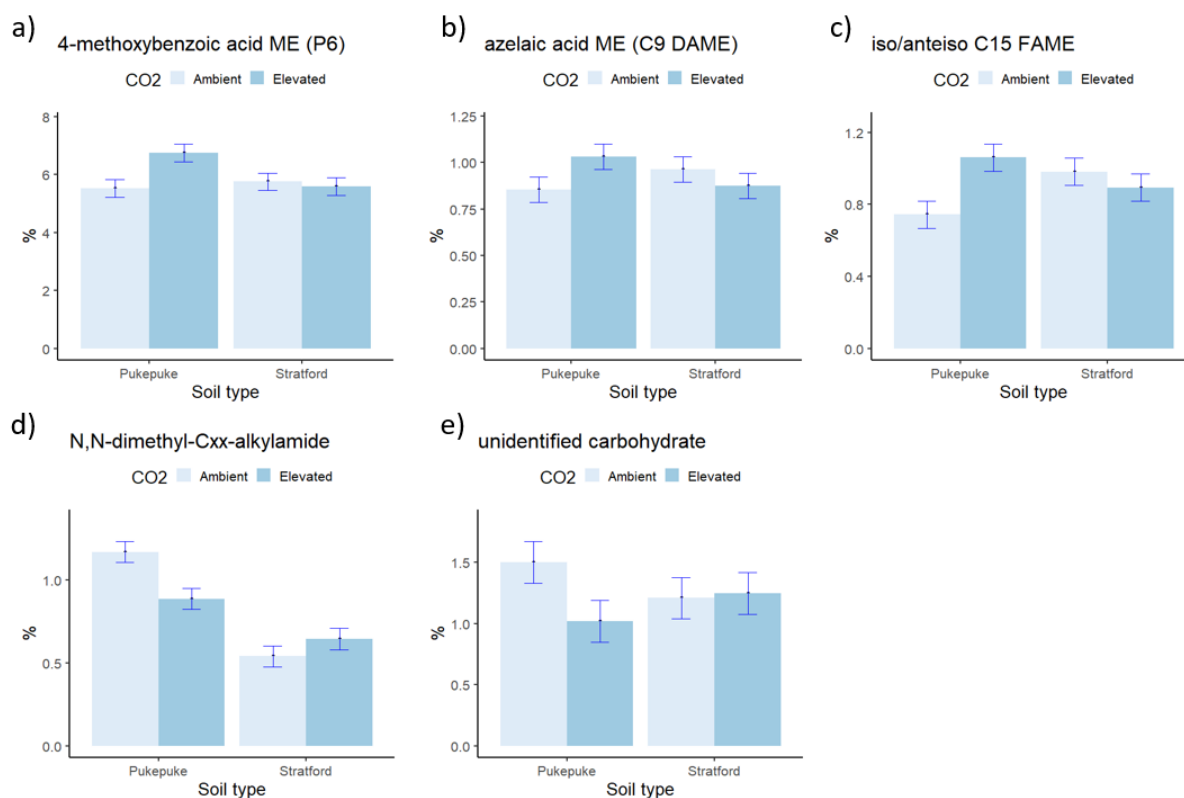 a)
4-methoxybenzoic acid ME (P6)
CO2 Ambient Elevated
8
6
4
2
0
%
Pukepuke Stratford
Soil type
b)
azelaic acid ME (C9 DAME)
CO2 Ambient Elevated
1.25
1.00
0.75
0.50
0.25
0.00
%
Pukepuke Stratford
Soil type
c)
iso/anteiso C15 FAME
CO2 Ambient Elevated
1.2
0.8
0.4
0.0
%
Pukepuke Stratford
Soil type
d)
N,N-dimethyl-Cxx-alkylamide
CO2 Ambient Elevated
1.0
0.5
0.0
%
Pukepuke Stratford
Soil type
e)
unidentified carbohydrate
CO2 Ambient Elevated
1.5
1.0
0.5
0.0
%
Pukepuke Stratford
Soil type